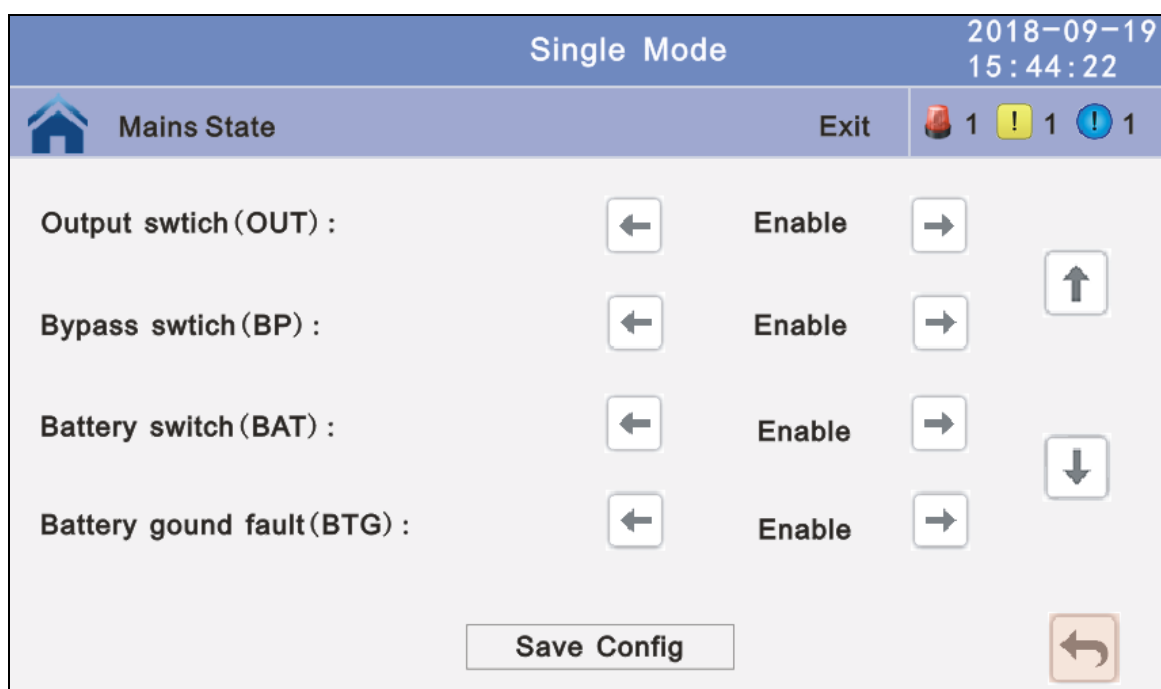 Single Mode
2018-09-19
15:44:22
Mains State Exit 1 ! 1 ! 1
Output swtich(OUT): Enable
Bypass swtich(BP): Enable
Battery switch(BAT): Enable
Battery gound fault(BTG): Enable
Save Config